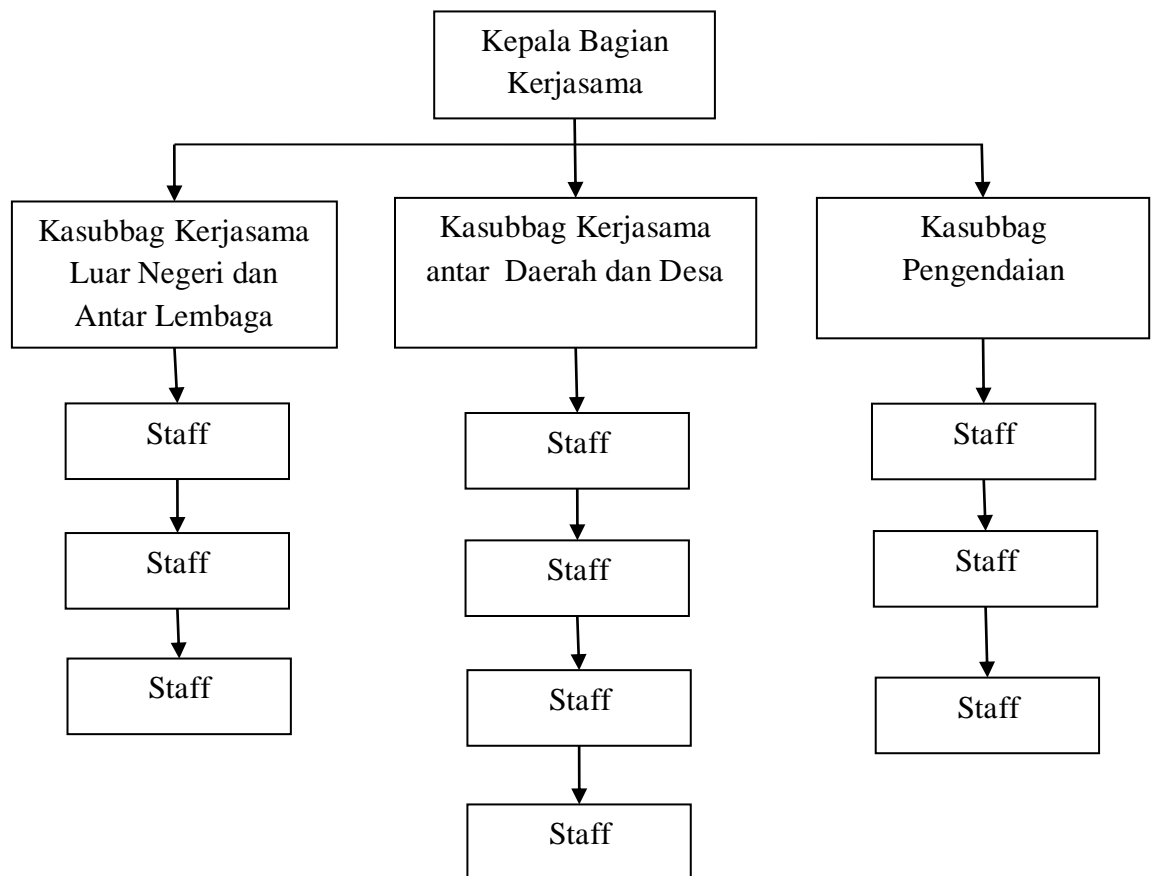 Kepala Bagian
Kerjasama
Kasubbag Kerjasama
Luar Negeri dan
Antar Lembaga
Kasubbag Kerjasama
antar Daerah dan Desa
Kasubbag
Pengendaian
Staff
Staff
Staff
Staff
Staff
Staff
Staff
Staff
Staff
Staff